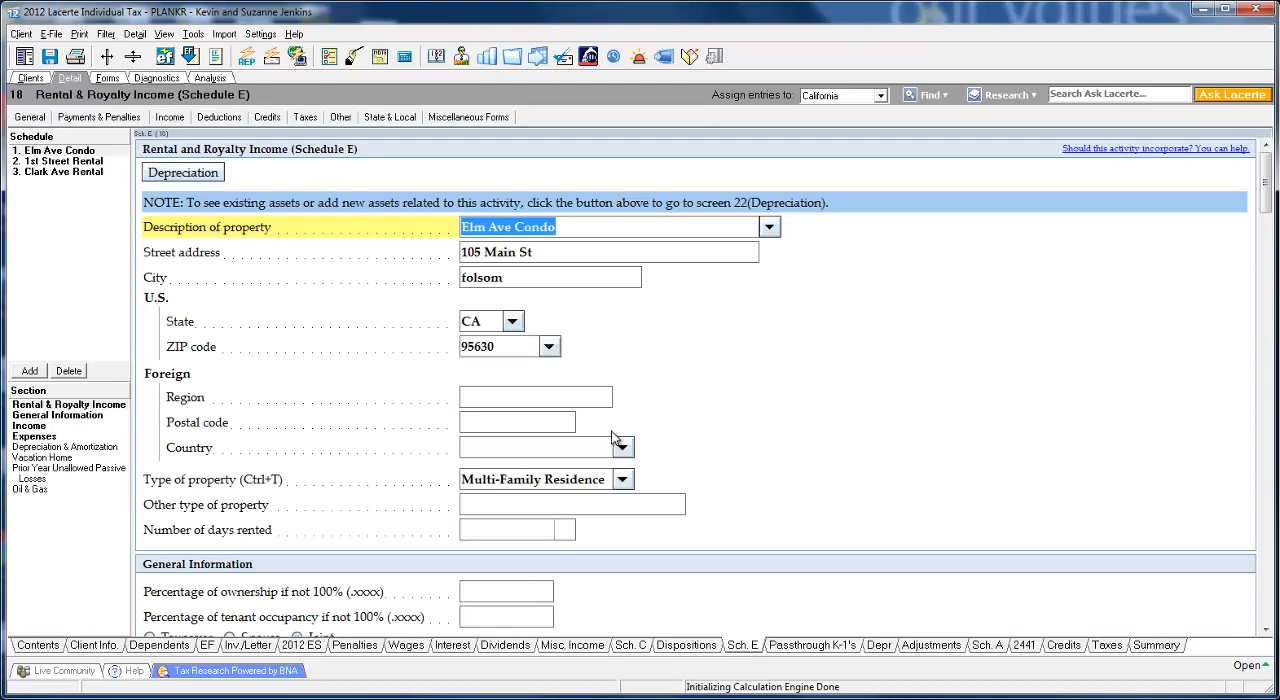 2012 Lacerte Individual Tax - PLANKR - Kevin and Suzanne Jenkins
Client E-File Print Filter Detail View Tools Import Settings Help
Clients Detail Forms Diagnostics Analysis
18 Rental & Royalty Income (Schedule E) Assign entries to: California Find Research Search Ask Lacerte... Ask Lacerte
General Payments & Penalties Income Deductions Credits Taxes Other State & Local Miscellaneous Forms
Schedule
1. Elm Ave Condo
2. 1st Street Rental
3. Clark Ave Rental
Add Delete
Section
Rental & Royalty Income
General Information
Income
Expenses
Depreciation & Amortization
Vacation Home
Prior Year Unallowed Passive
Losses
Oil & Gas
Sch. E (18)
Rental and Royalty Income (Schedule E) Should this activity incorporate? You can help.
Depreciation
NOTE: To see existing assets or add new assets related to this activity, click the button above to go to screen 22(Depreciation).
Description of property Elm Ave Condo
Street address 105 Main St
City folsom
U.S.
State CA
ZIP code 95630
Foreign
Region
Postal code
Country
Type of property (Ctrl+T) Multi-Family Residence
Other type of property
Number of days rented
General Information
Percentage of ownership if not 100% (.xxxx)
Percentage of tenant occupancy if not 100% (.xxxx)
Taxpayer Spouse Joint
Contents Client Info. Dependents EF Inv./Letter 2012 ES Penalties Wages Interest Dividends Misc. Income Sch. C Dispositions Sch. E Passthrough K-1's Depr Adjustments Sch. A 2441 Credits Taxes Summary
Live Community Help Tax Research Powered by BNA Open
Initializing Calculation Engine Done